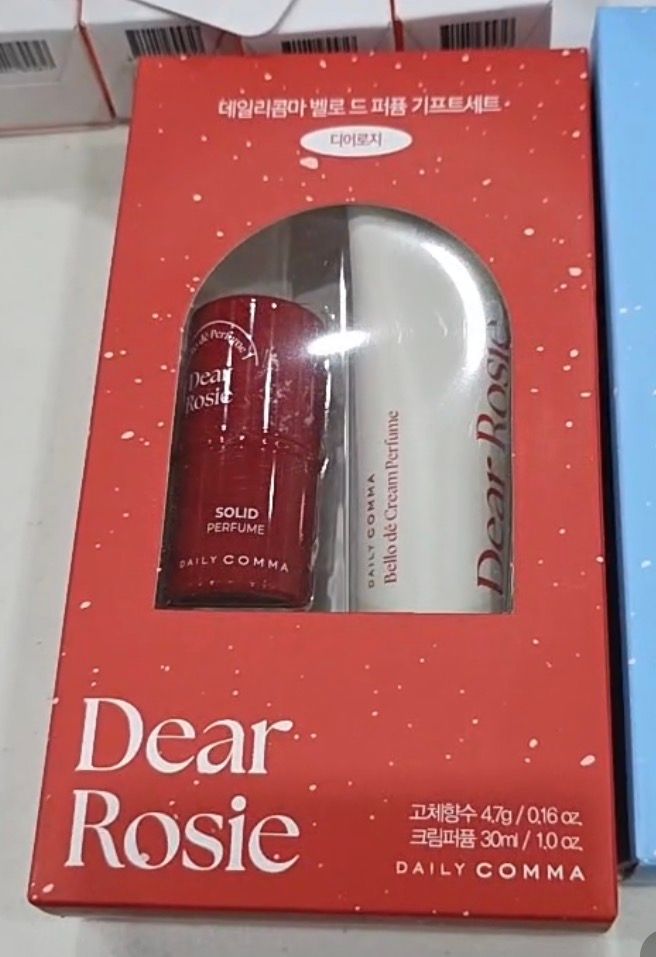 데일리콤마 벨로 드 퍼퓸 기프트세트
디어로지
dé Perfume
Dear
Rosie
SOLID
PERFUME
DAILY COMMA
DAILY COMMA
Bello dé Cream Perfume
Dear Rosie
Dear
Rosie
고체향수 4.7g / 0.16 oz.
크림퍼퓸 30ml / 1.0 oz.
DAILY COMMA